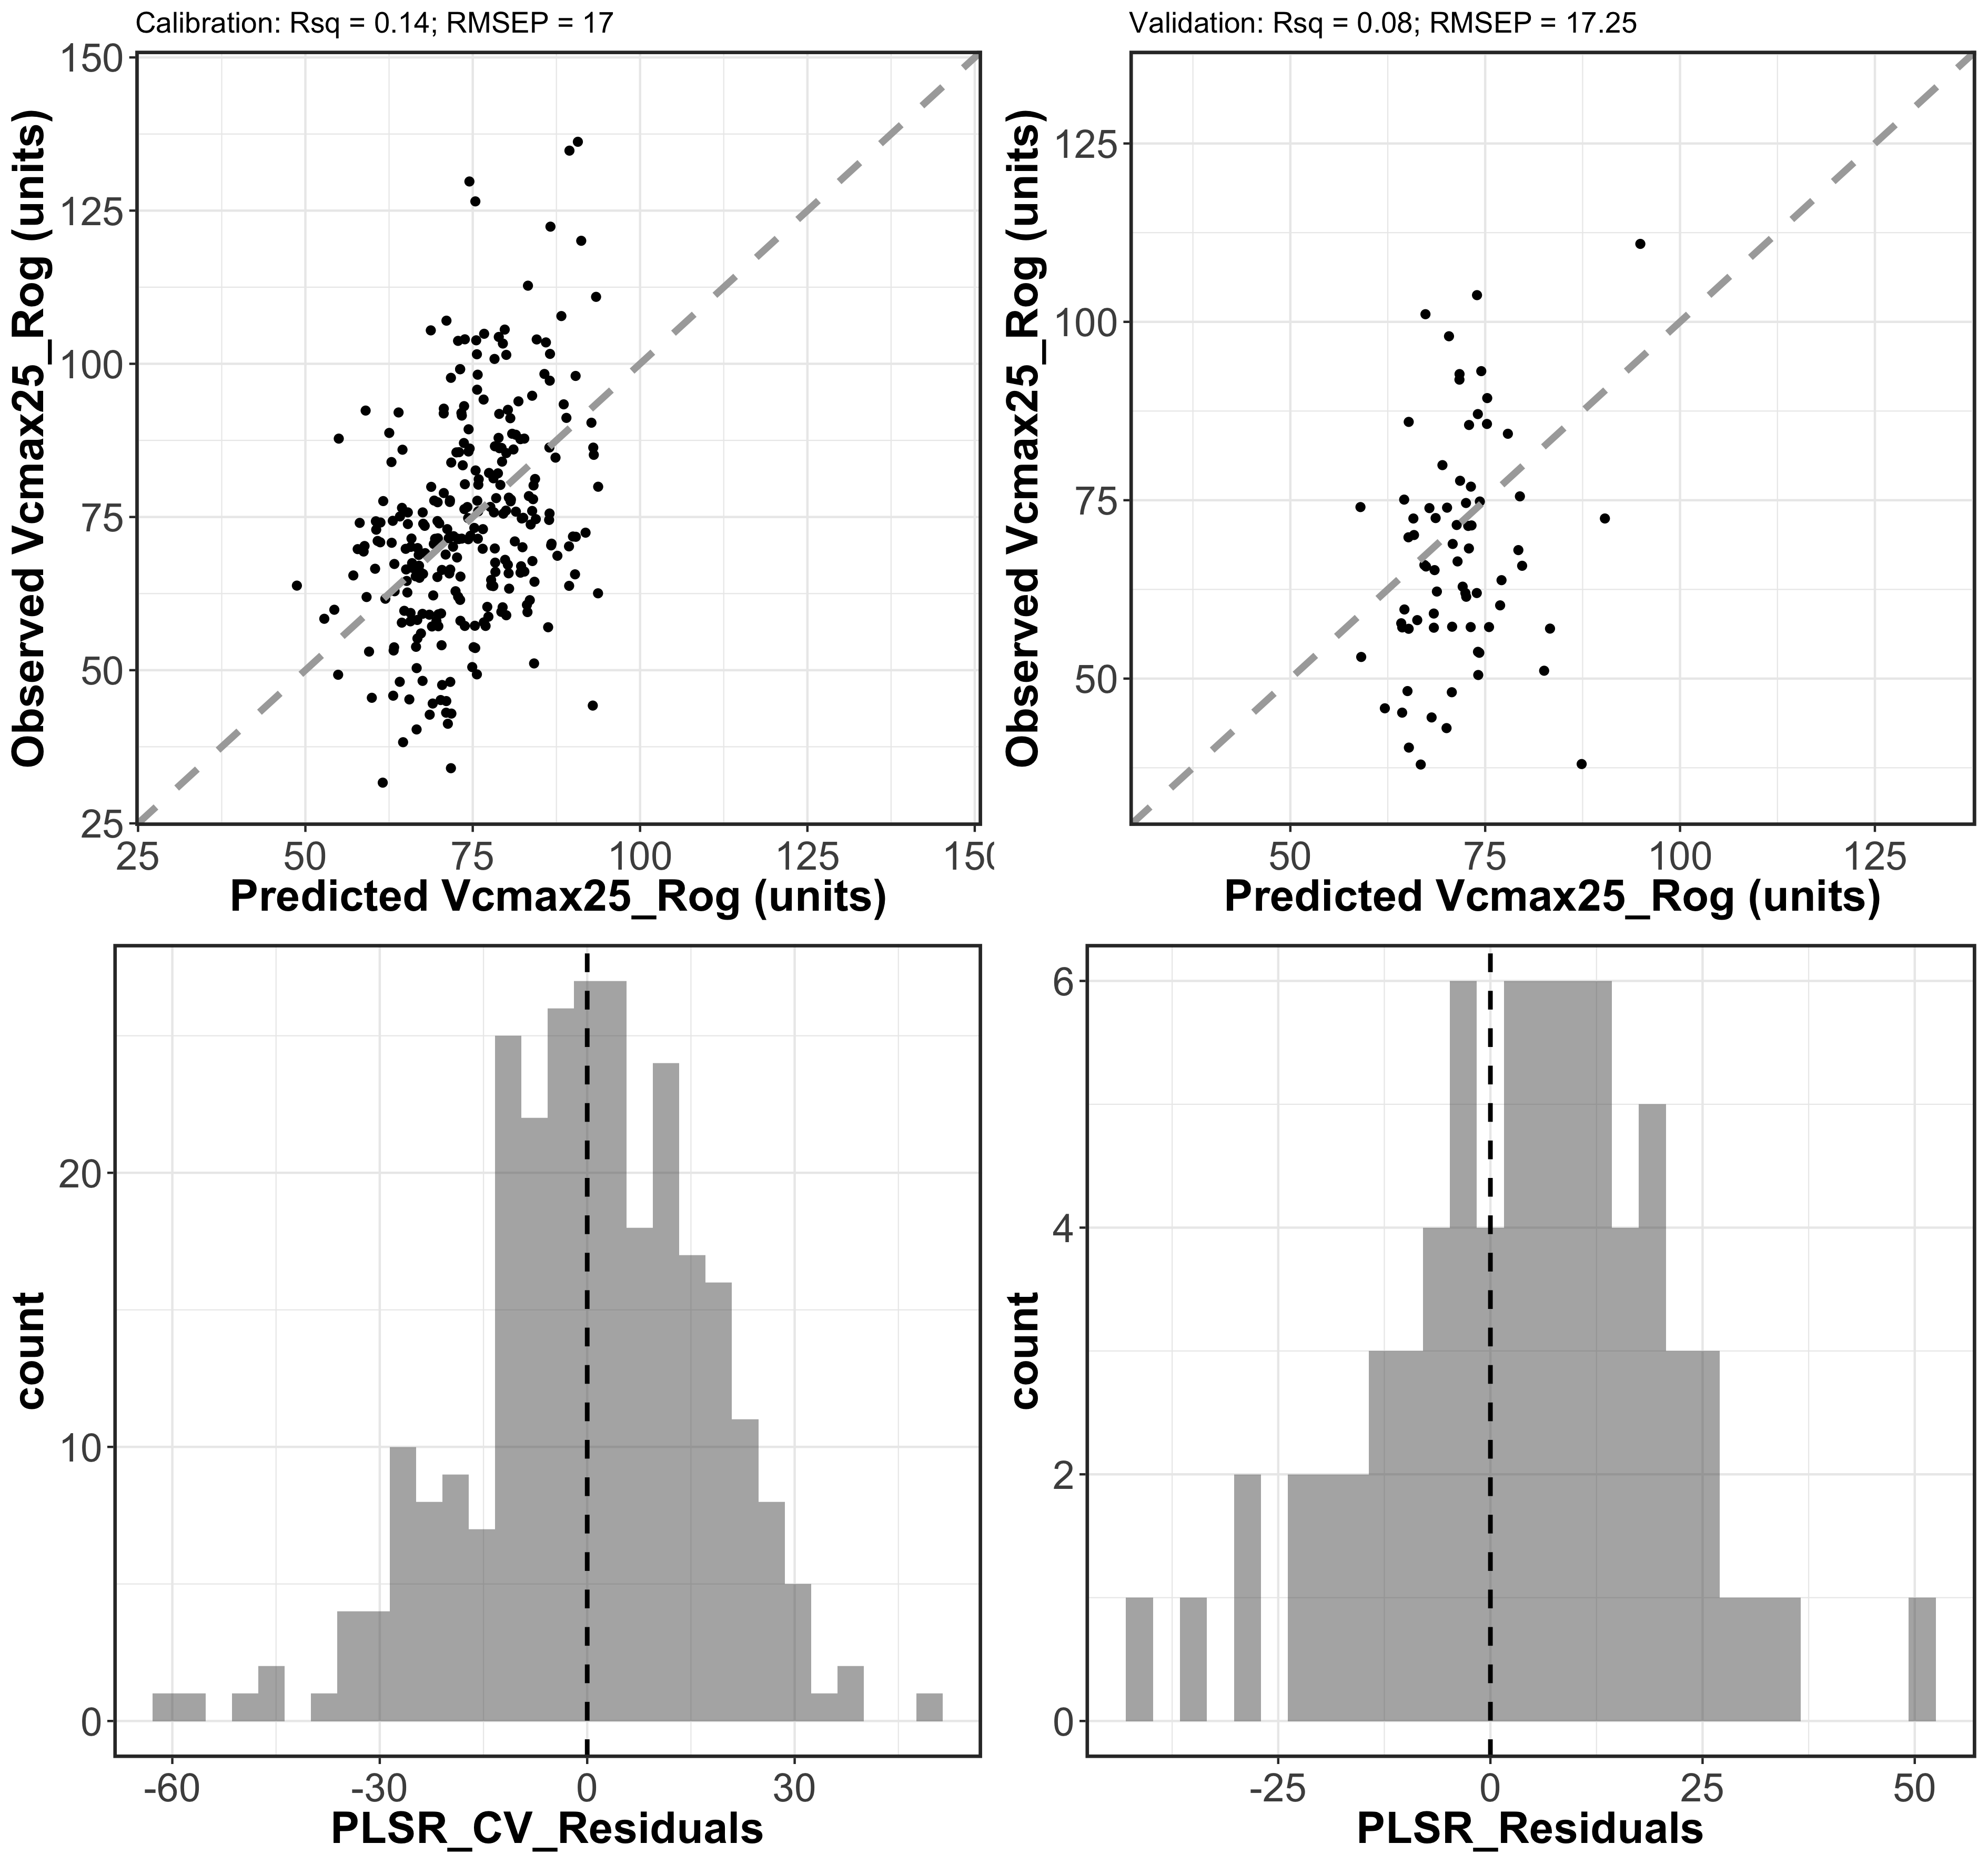 Calibration: Rsq = 0.14; RMSEP = 17
150
125
100
75
50
25
Observed Vcmax25_Rog (units)
25 50 75 100 125 150
Predicted Vcmax25_Rog (units)
Validation: Rsq = 0.08; RMSEP = 17.25
125
100
75
50
Observed Vcmax25_Rog (units)
50 75 100 125
Predicted Vcmax25_Rog (units)
20
10
0
count
-60 -30 0 30
PLSR_CV_Residuals
6
4
2
0
count
-25 0 25 50
PLSR_Residuals